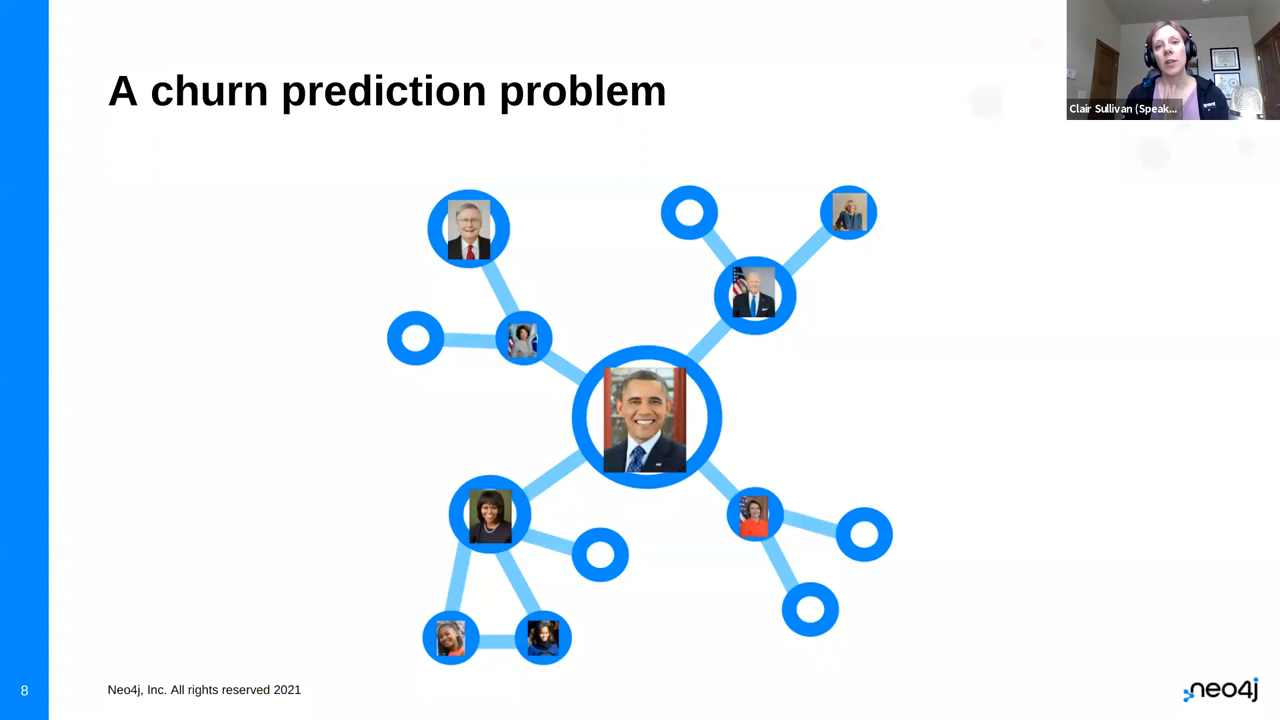 A churn prediction problem
Clair Sullivan (Speak...
8
Neo4j, Inc. All rights reserved 2021
neo4j